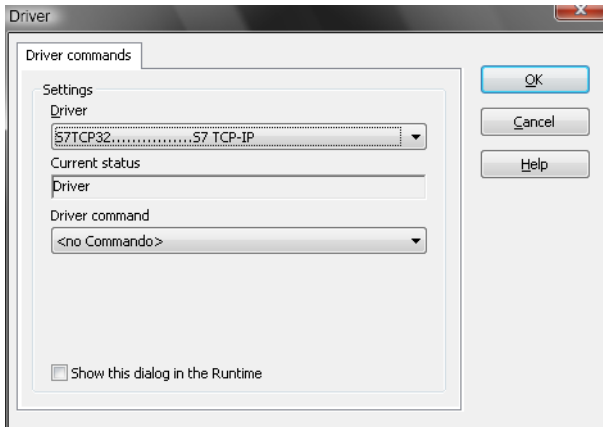 Driver
Driver commands
Settings
Driver
S7TCP32................S7 TCP-IP
Current status
Driver
Driver command
<no Commando>
Show this dialog in the Runtime
OK
Cancel
Help